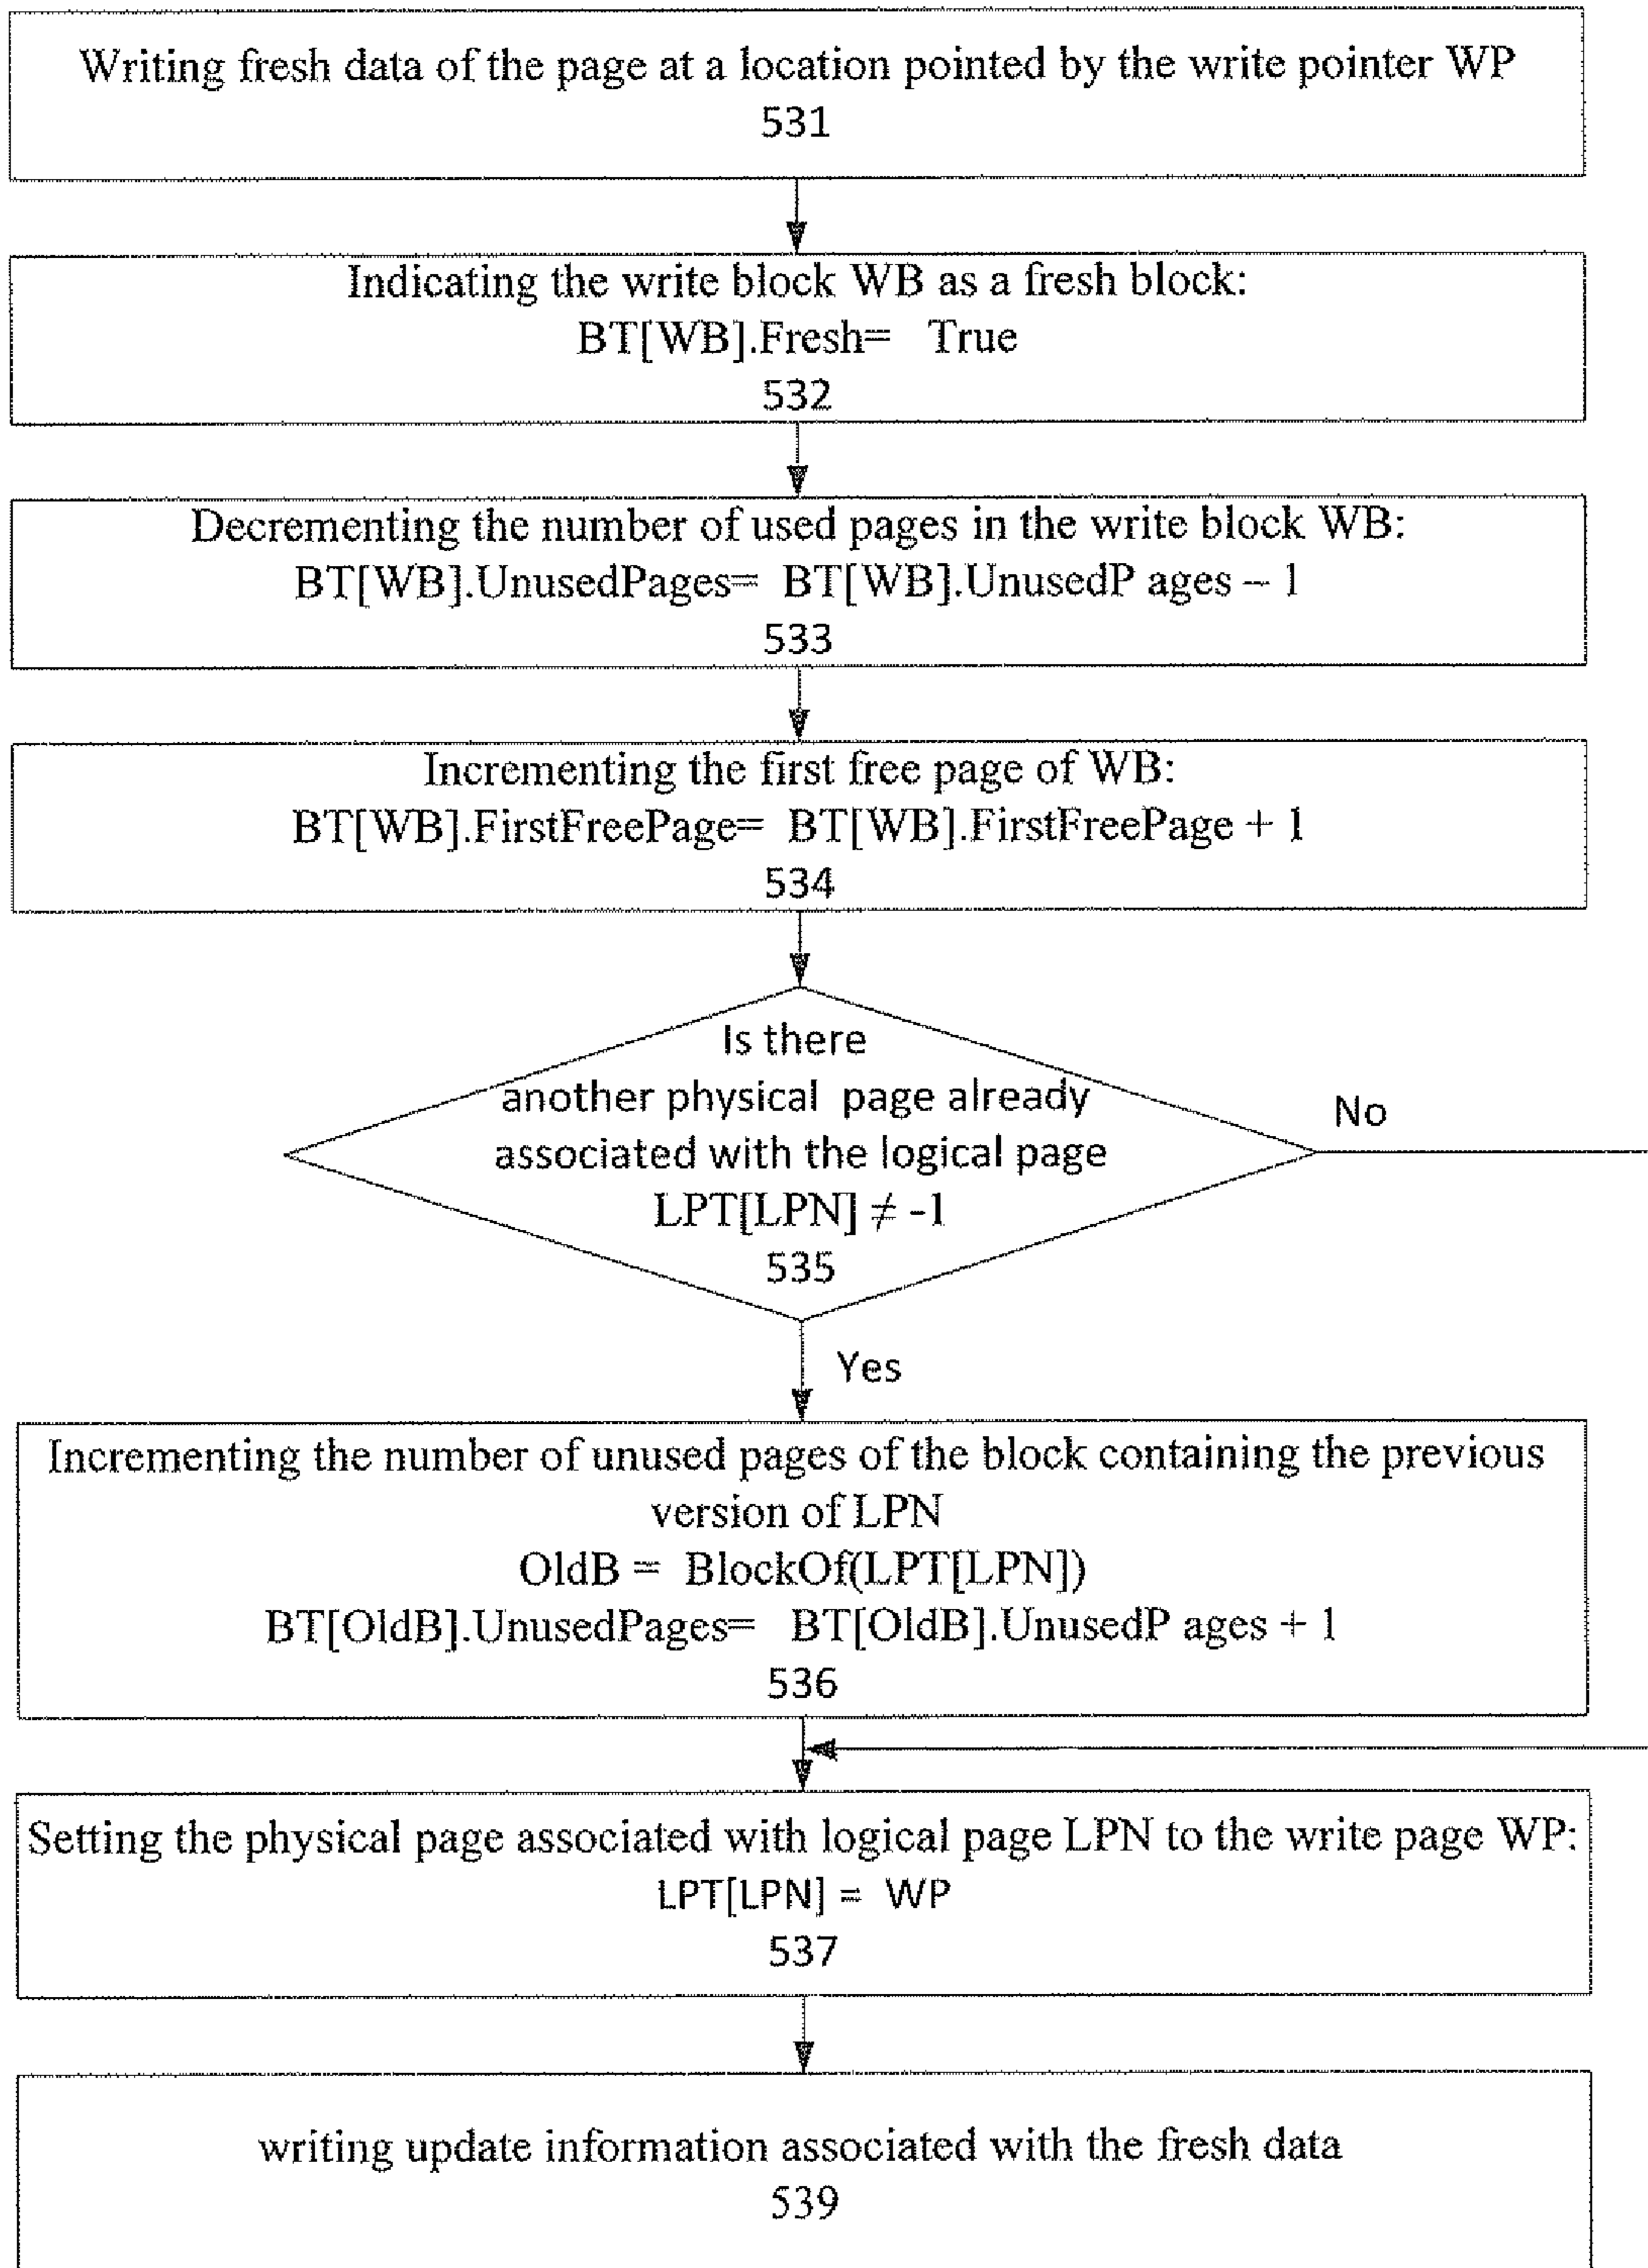 Writing fresh data of the page at a location pointed by the write pointer WP
531
Indicating the write block WB as a fresh block:
BT[WB].Fresh= True
532
Decrementing the number of used pages in the write block WB:
BT[WB].UnusedPages= BT[WB].UnusedP ages – 1
533
Incrementing the first free page of WB:
BT[WB].FirstFreePage= BT[WB].FirstFreePage + 1
534
Is there
another physical page already
associated with the logical page
LPT[LPN] ≠ -1
535
No
Yes
Incrementing the number of unused pages of the block containing the previous
version of LPN
OldB = BlockOf(LPT[LPN])
BT[OldB].UnusedPages= BT[OldB].UnusedP ages + 1
536
Setting the physical page associated with logical page LPN to the write page WP:
LPT[LPN] = WP
537
writing update information associated with the fresh data
539